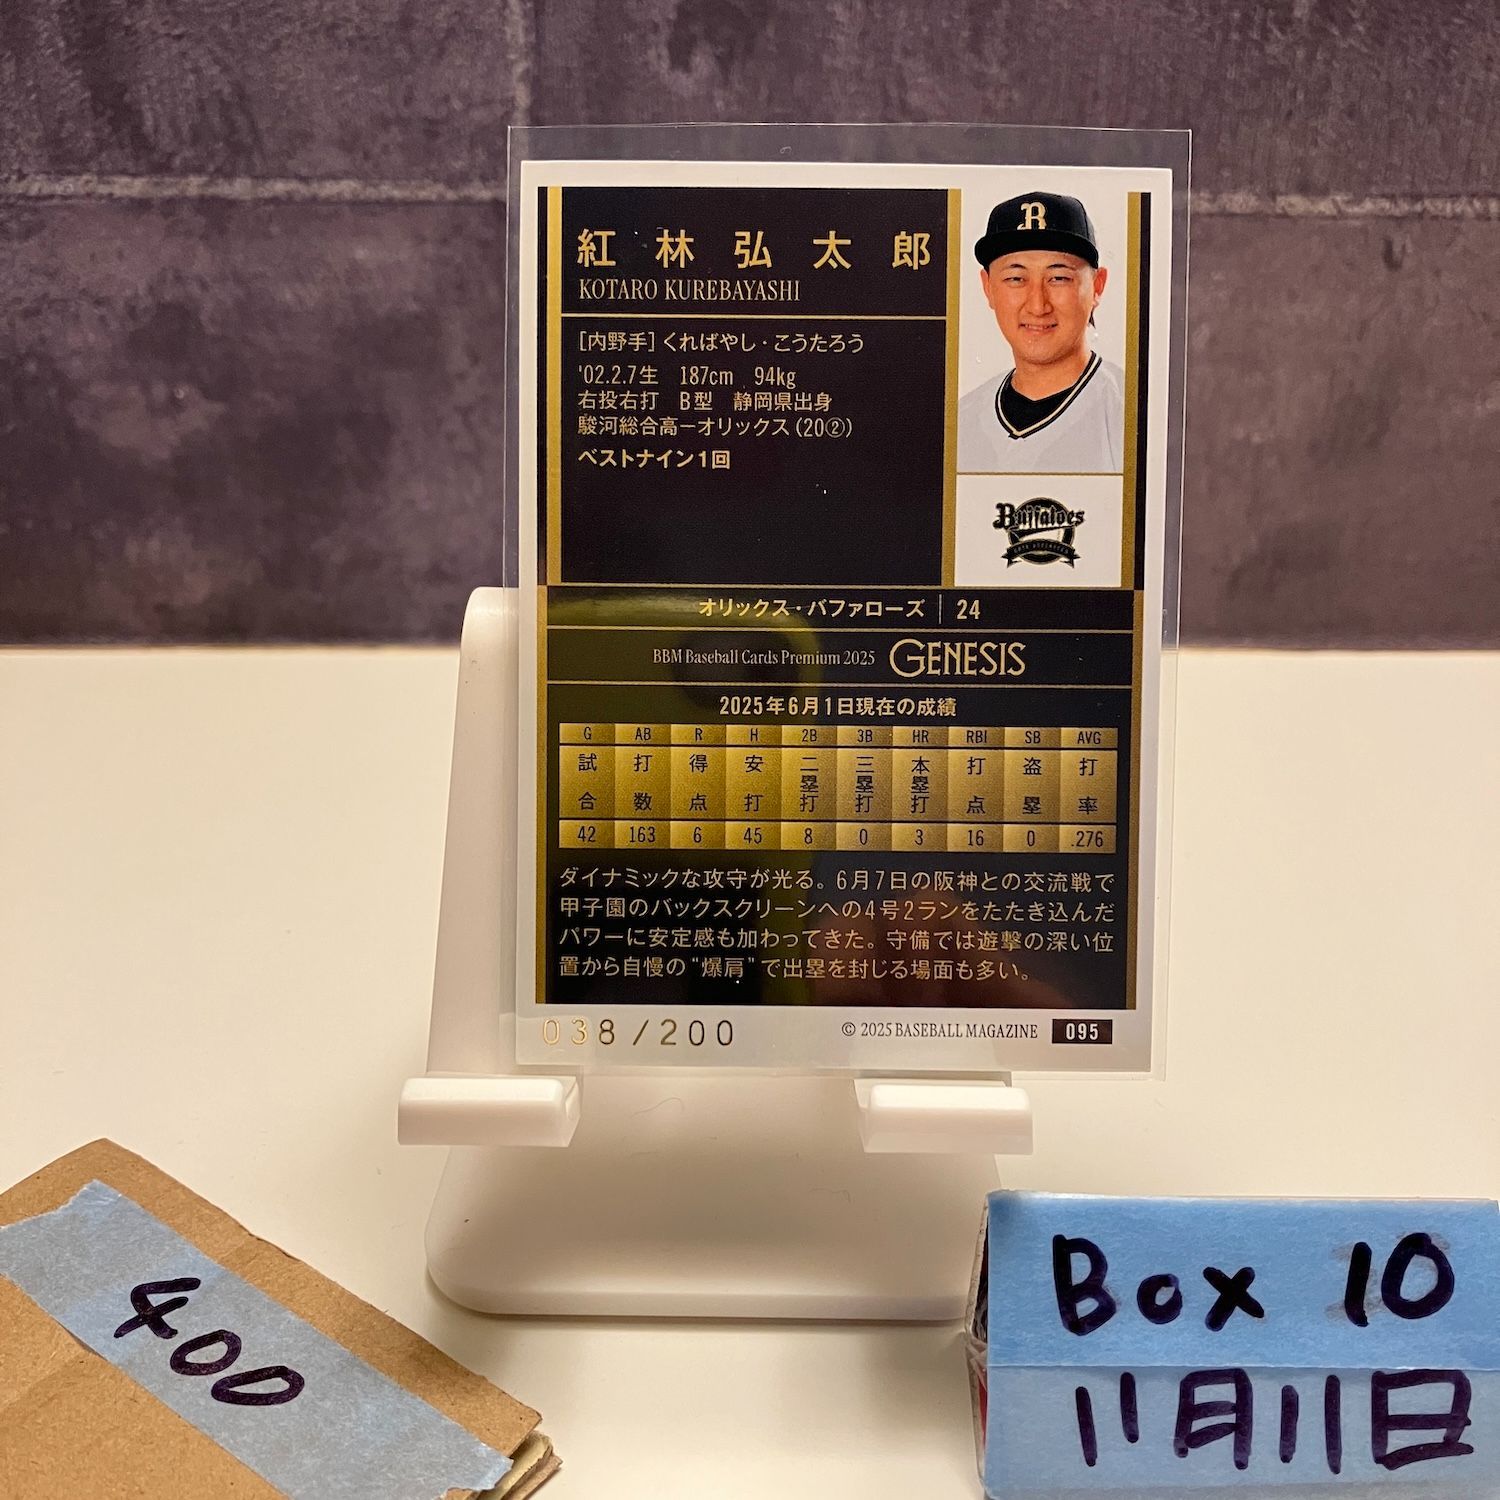 紅林弘太郎
KOTARO KUREBAYASHI
[内野手]くればやし・こうたろう
'02.2.7生 187cm 94kg
右投右打 B型 静岡県出身
駿河総合高ーオリックス(20②)
ベストナイン1回
B
Buffaloes
オリックス・バファローズ | 24
BBM Baseball Cards Premium 2025 GENESIS
2025年6月1日現在の成績
G AB R H 2B 3B HR RBI SB AVG
試合 打数 得点 安打 二塁打 三塁打 本塁打 打点 盗塁 打率
42 163 6 45 8 0 3 16 0 .276
ダイナミックな攻守が光る。6月7日の阪神との交流戦で
甲子園のバックスクリーンへの4号2ランをたたき込んだ
パワーに安定感も加わってきた。守備では遊撃の深い位
置から自慢の“爆肩”で出塁を封じる場面も多い。
038/200
© 2025 BASEBALL MAGAZINE 095
400
Box 10
11月11日